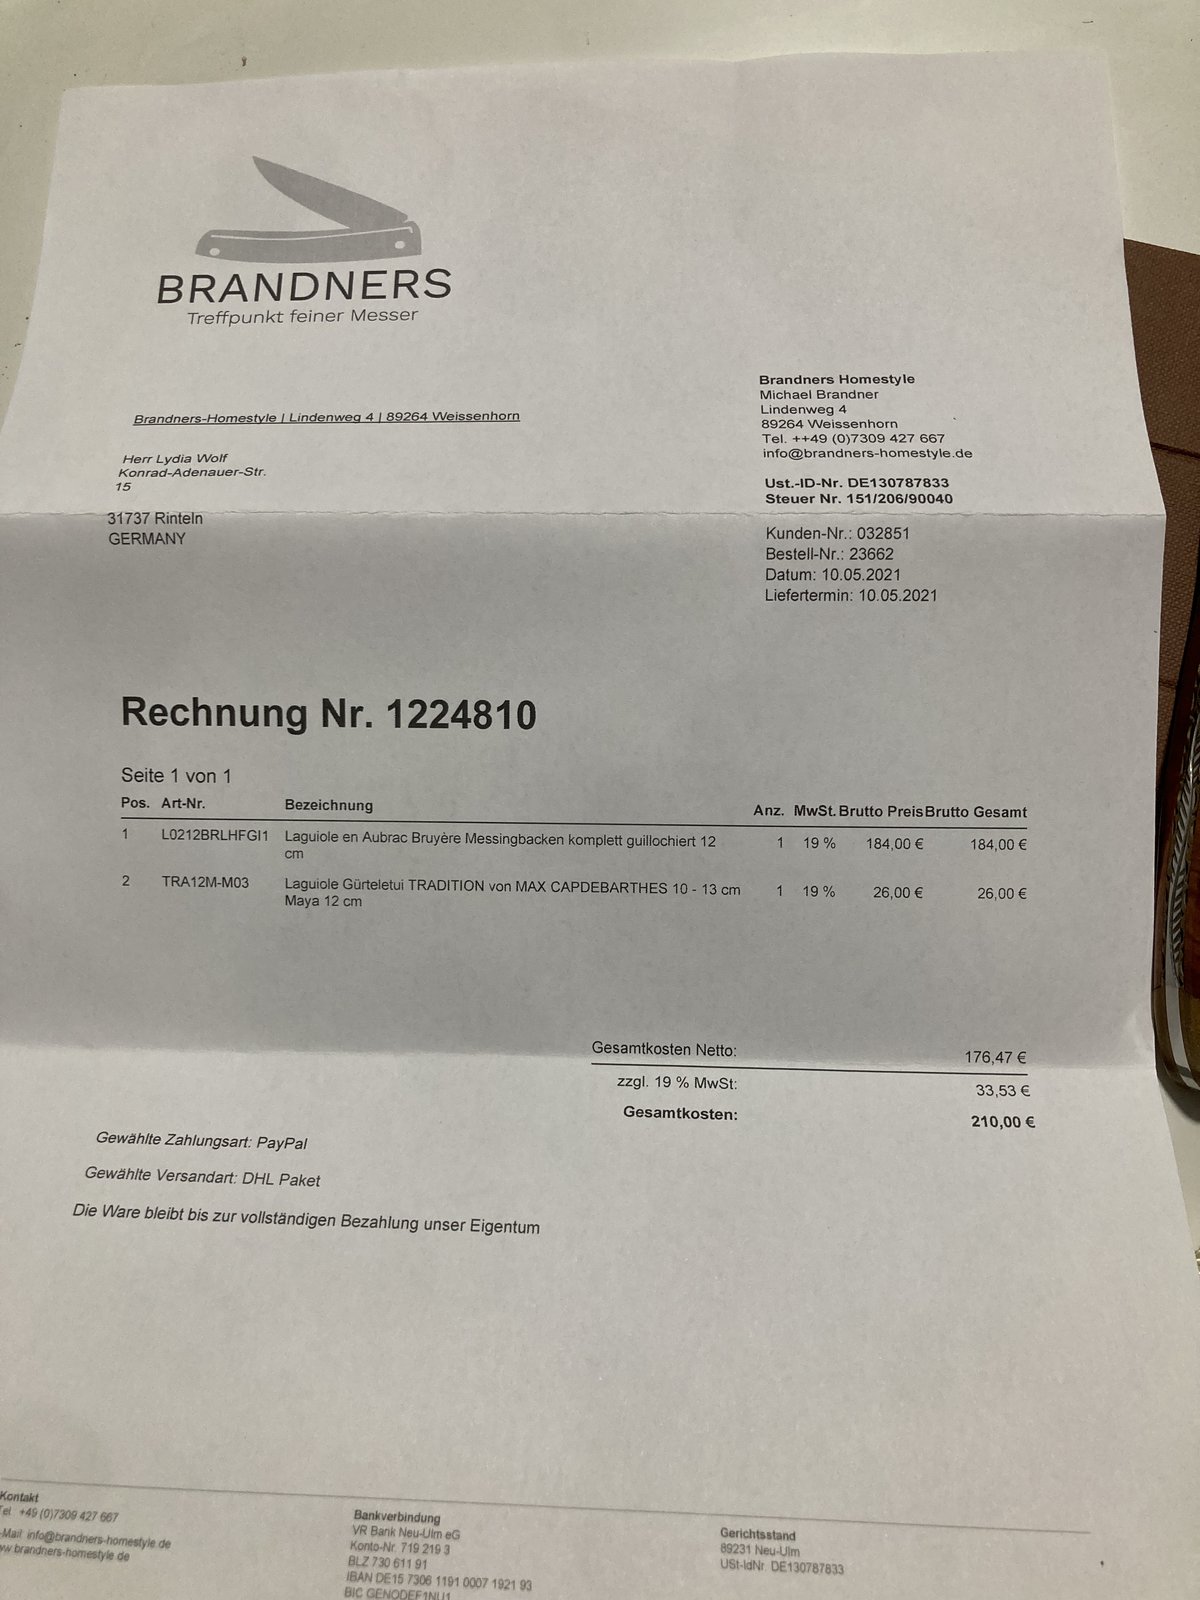 BRANDNERS
Treffpunkt feiner Messer
Brandners-Homestyle | Lindenweg 4 | 89264 Weissenhorn
Herr Lydia Wolf
Konrad-Adenauer-Str.
15
31737 Rinteln
GERMANY
Brandners Homestyle
Michael Brandner
Lindenweg 4
89264 Weissenhorn
Tel. ++49 (0)7309 427 667
info@brandners-homestyle.de
Ust.-ID-Nr. DE130787833
Steuer Nr. 151/206/90040
Kunden-Nr.: 032851
Bestell-Nr.: 23662
Datum: 10.05.2021
Liefertermin: 10.05.2021
Rechnung Nr. 1224810
Seite 1 von 1
Pos. Art-Nr. Bezeichnung Anz. MwSt. Brutto Preis Brutto Gesamt
1 L0212BRLHFGI1 Laguiole en Aubrac Bruyère Messingbacken komplett guillochiert 12 1 19 % 184,00 € 184,00 €
cm
2 TRA12M-M03 Laguiole Gürteletui TRADITION von MAX CAPDEBARTHES 10 - 13 cm 1 19 % 26,00 € 26,00 €
Maya 12 cm
Gesamtkosten Netto: 176,47 €
zzgl. 19 % MwSt: 33,53 €
Gesamtkosten: 210,00 €
Gewählte Zahlungsart: PayPal
Gewählte Versandart: DHL Paket
Die Ware bleibt bis zur vollständigen Bezahlung unser Eigentum
Kontakt
Tel +49 (0)7309 427 667
-Mail info@brandners-homestyle.de
ww.brandners-homestyle.de
Bankverbindung
VR Bank Neu-Ulm eG
Konto-Nr. 719 219 3
BLZ 730 611 91
IBAN DE15 7306 1191 0007 1921 93
BIC GENODEF1NU1
Gerichtsstand
89231 Neu-Ulm
USt-IdNr. DE130787833